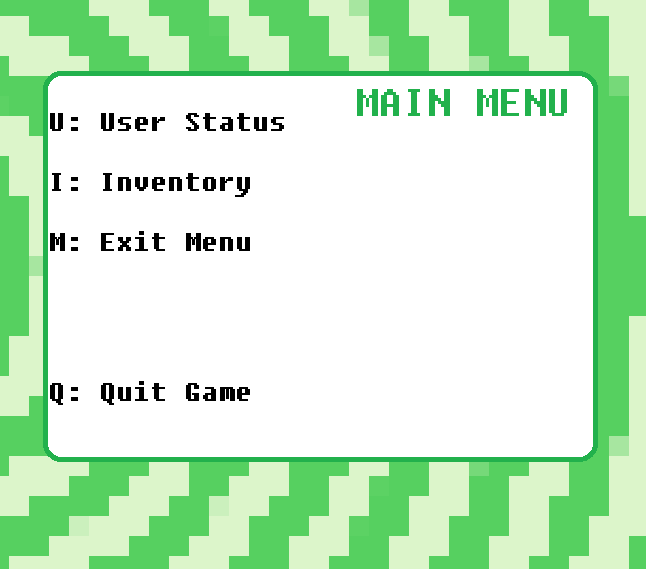 MAIN MENU
U: User Status
I: Inventory
M: Exit Menu
Q: Quit Game